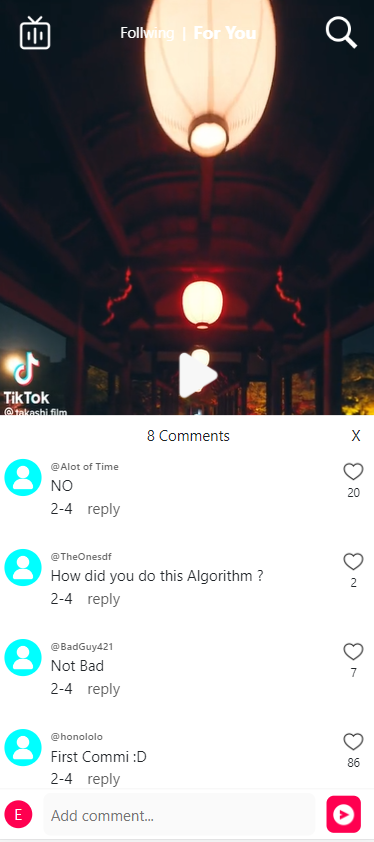 Follwing | For You
TikTok
@takashi.film
8 Comments X
@Alot of Time
NO
20
2-4 reply
@TheOnesdf
How did you do this Algorithm ?
2
2-4 reply
@BadGuy421
Not Bad
7
2-4 reply
@honololo
First Commi :D
86
2-4 reply
E Add comment...